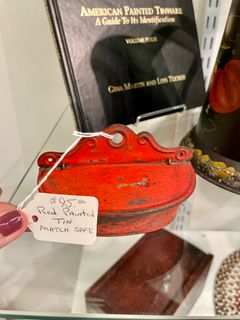 AMERICAN PAINTED TINWARE
A Guide To Its Identification
VOLUME FOUR
GINA MARTIN AND LOIS TUCKER
$95.00
Red Painted
Tin
MATCH SAFE